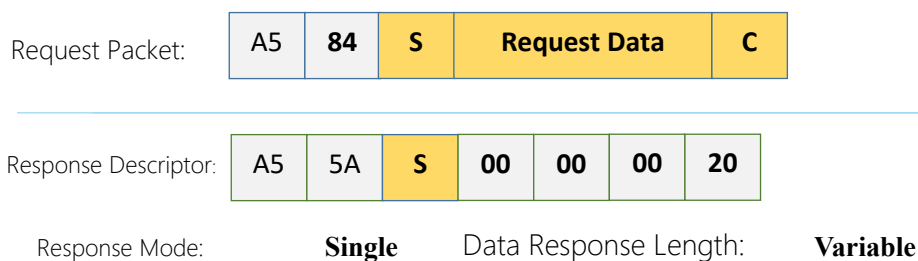 Request Packet: A5 84 S Request Data C
Response Descriptor: A5 5A S 00 00 00 20
Response Mode: Single Data Response Length: Variable